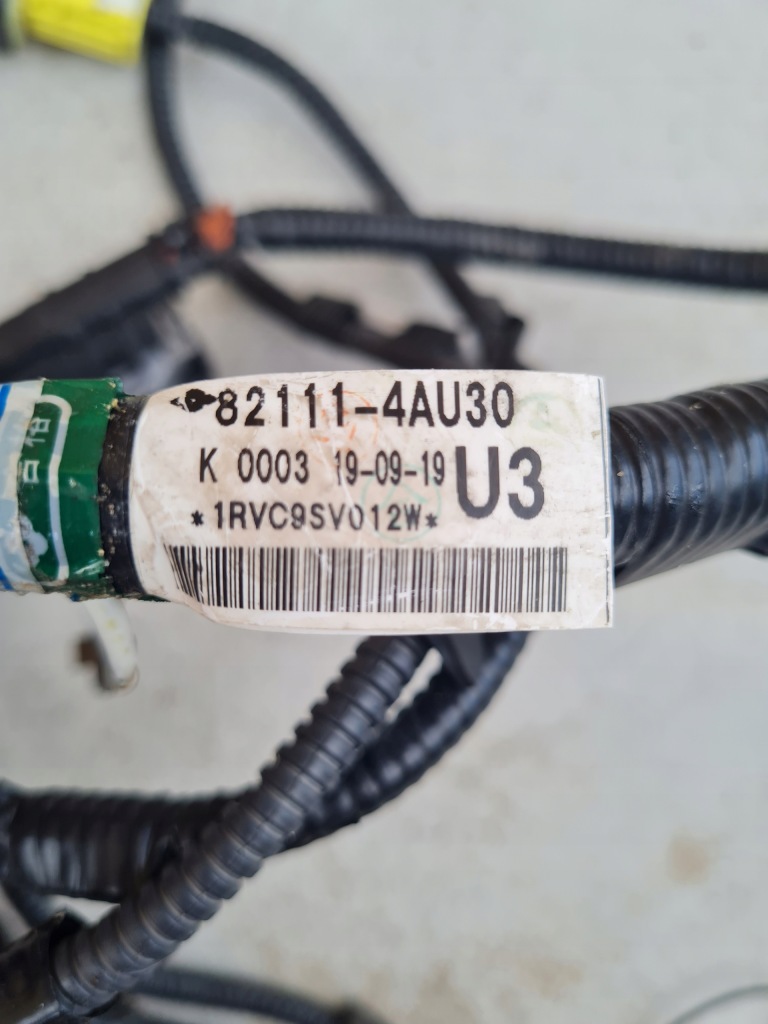 82111-4AU30
K 0003 19-09-19 U3
*1RVC9SV012W*